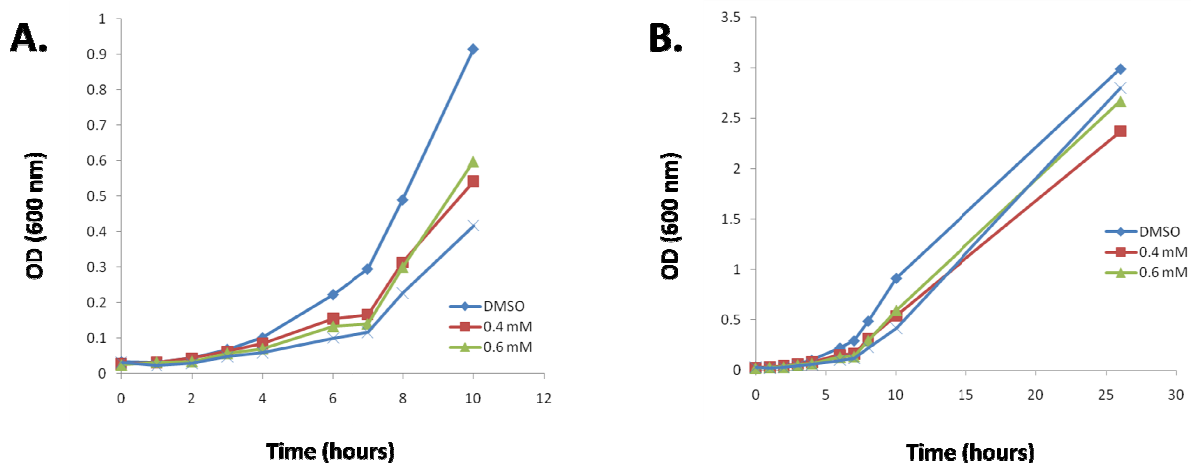 A.
OD (600 nm)
1
0.9
0.8
0.7
0.6
0.5
0.4
0.3
0.2
0.1
0
0 2 4 6 8 10 12
Time (hours)
DMSO
0.4 mM
0.6 mM
B.
OD (600 nm)
3.5
3
2.5
2
1.5
1
0.5
0
0 5 10 15 20 25 30
Time (hours)
DMSO
0.4 mM
0.6 mM